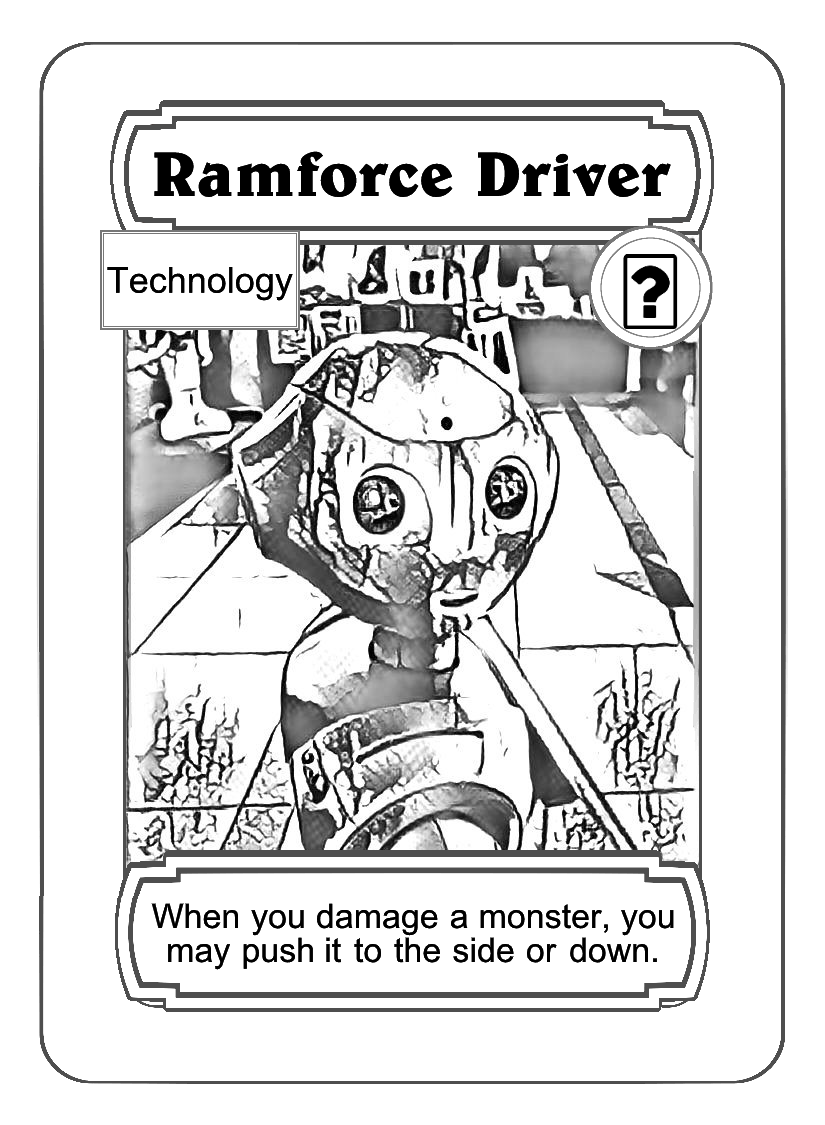 Ramforce Driver
Technology
?
When you damage a monster, you
may push it to the side or down.